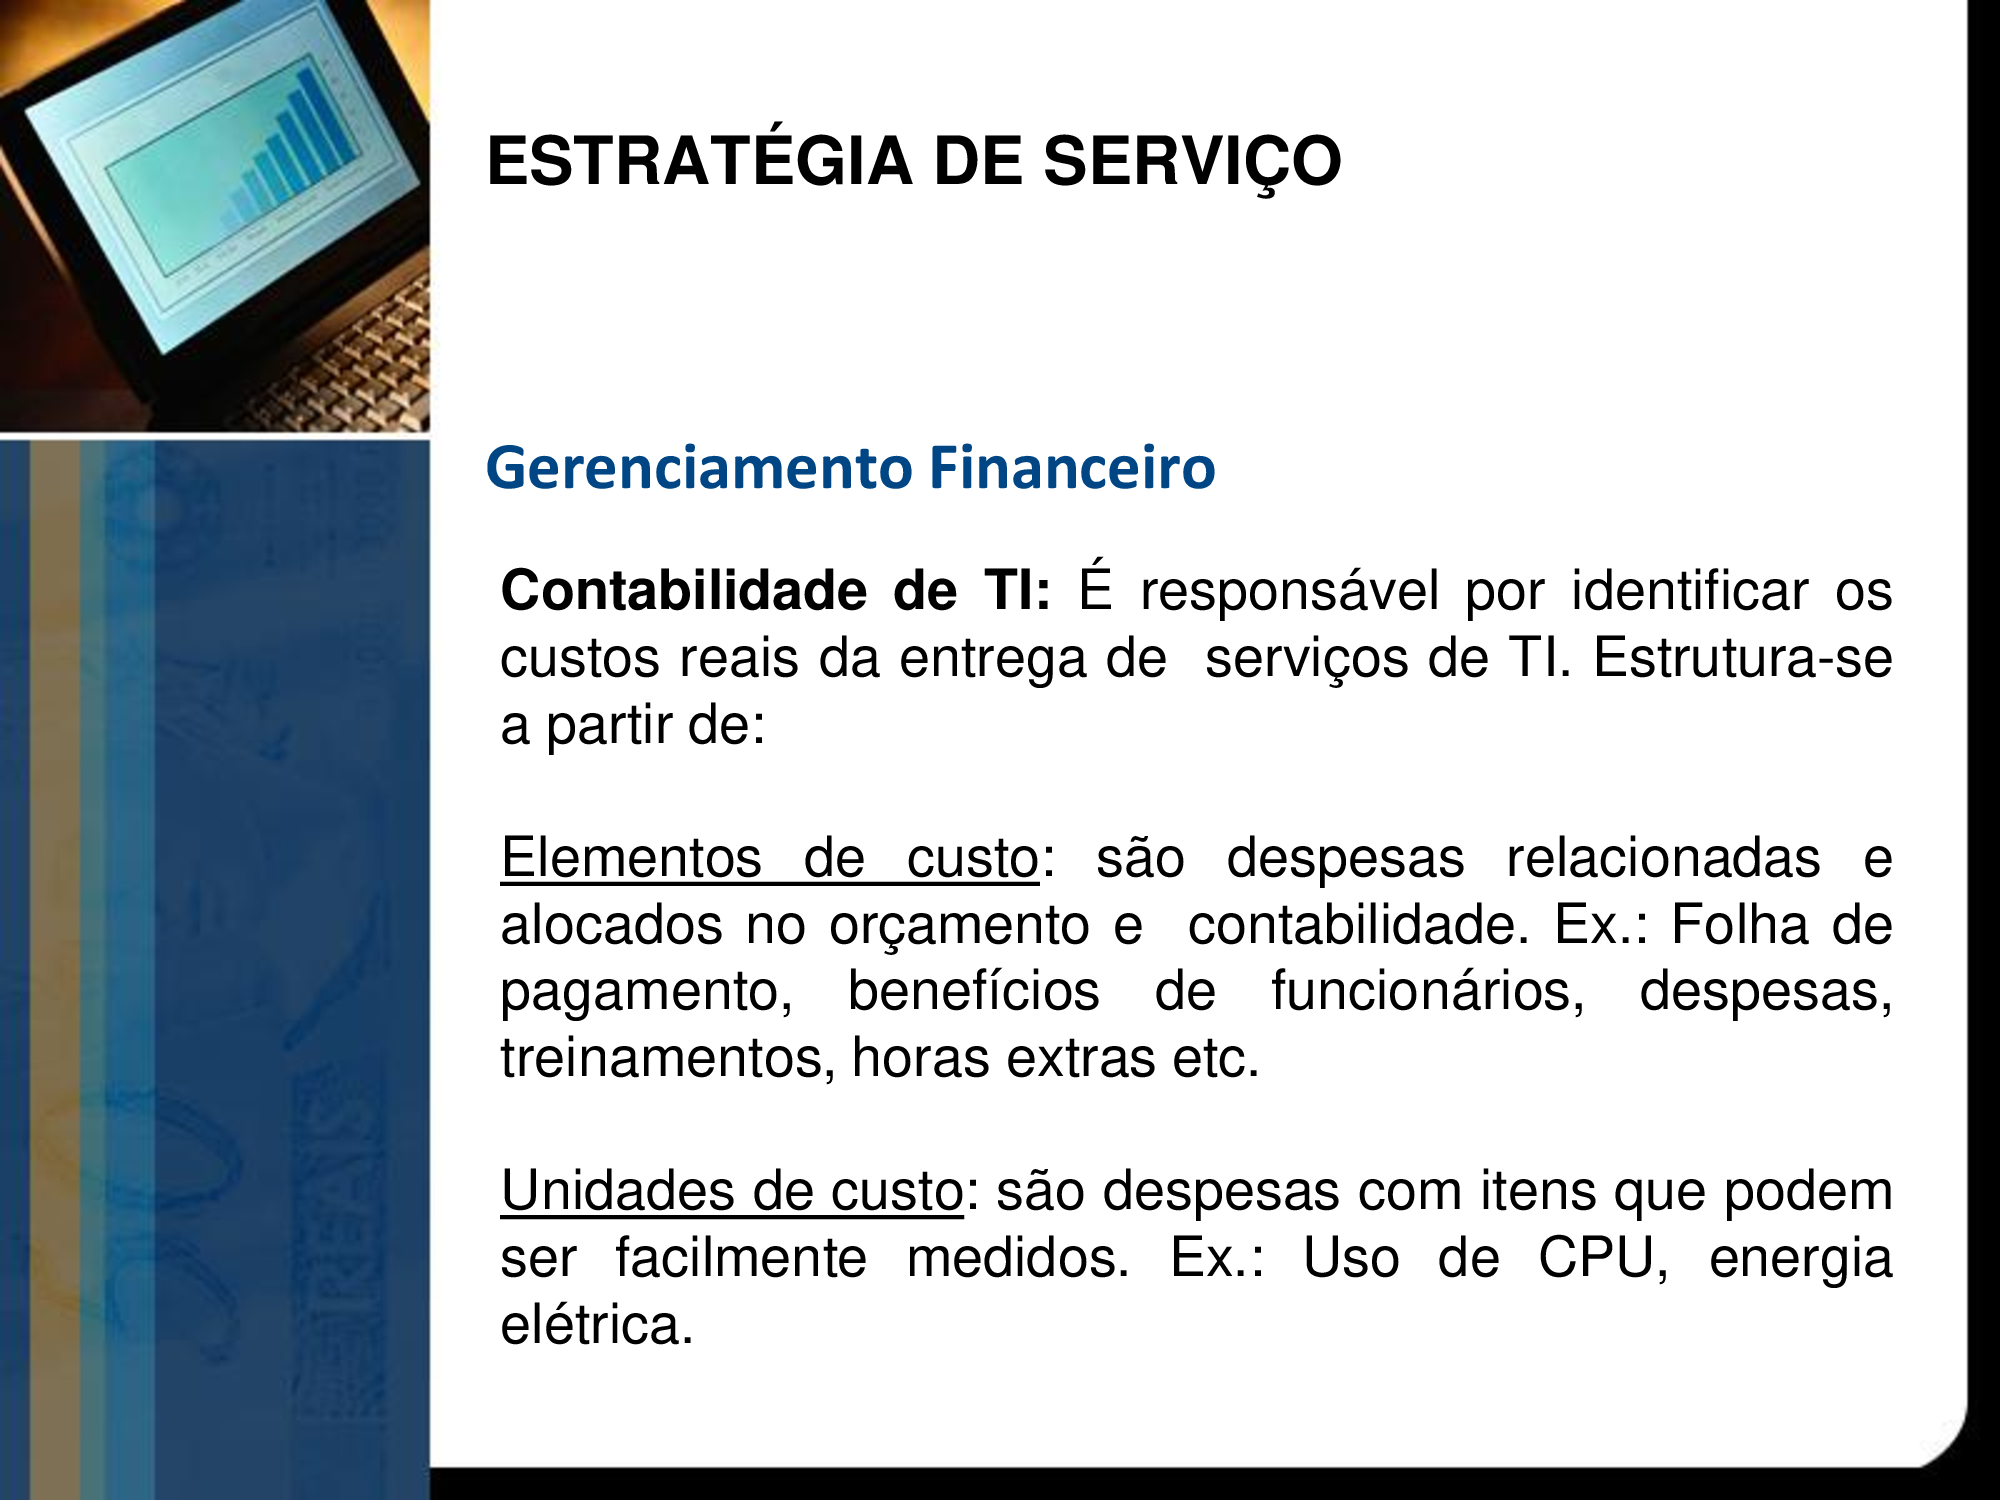 ESTRATÉGIA DE SERVIÇO
Gerenciamento Financeiro
Contabilidade de TI: É responsável por identificar os
custos reais da entrega de serviços de TI. Estrutura-se
a partir de:
Elementos de custo: são despesas relacionadas e
alocados no orçamento e contabilidade. Ex.: Folha de
pagamento, benefícios de funcionários, despesas,
treinamentos, horas extras etc.
Unidades de custo: são despesas com itens que podem
ser facilmente medidos. Ex.: Uso de CPU, energia
elétrica.
REAIS